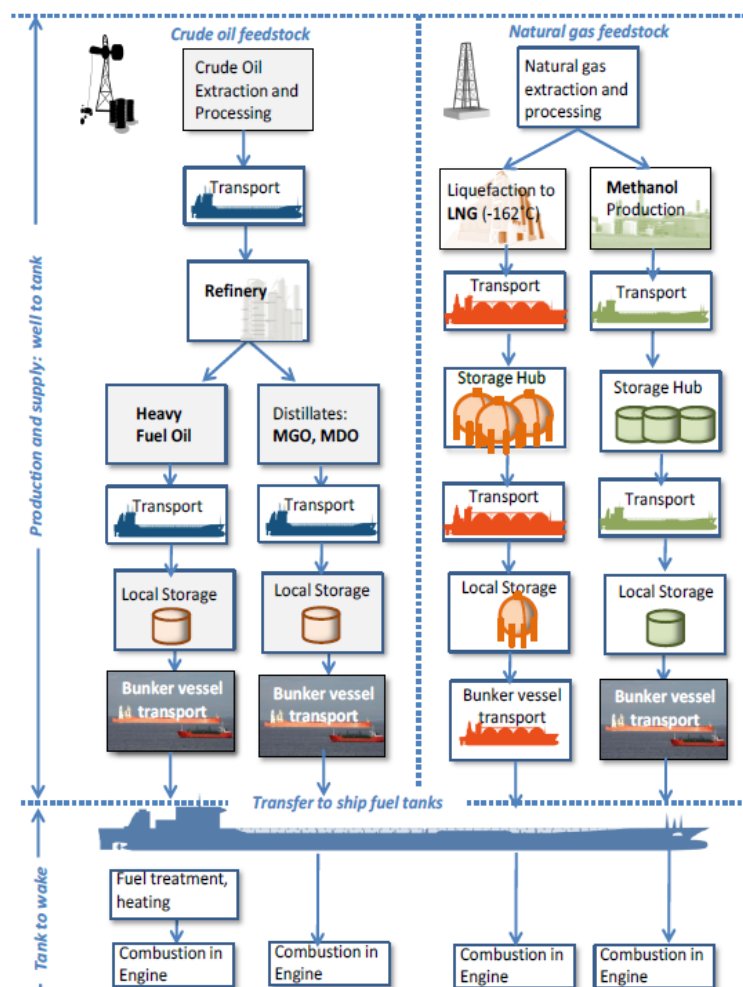 Crude oil feedstock
Natural gas feedstock
Crude Oil
Extraction and
Processing
Natural gas
extraction and
processing
Transport
Liquefaction to
LNG (-162˚C)
Methanol
Production
Refinery
Transport
Transport
Storage Hub
Storage Hub
Heavy
Fuel Oil
Distillates:
MGO, MDO
Transport
Transport
Transport
Transport
Local Storage
Local Storage
Local Storage
Local Storage
Bunker vessel
transport
Bunker vessel
transport
Bunker vessel
transport
Bunker vessel
transport
Production and supply: well to tank
Transfer to ship fuel tanks
Tank to wake
Fuel treatment,
heating
Combustion in
Engine
Combustion in
Engine
Combustion in
Engine
Combustion in
Engine